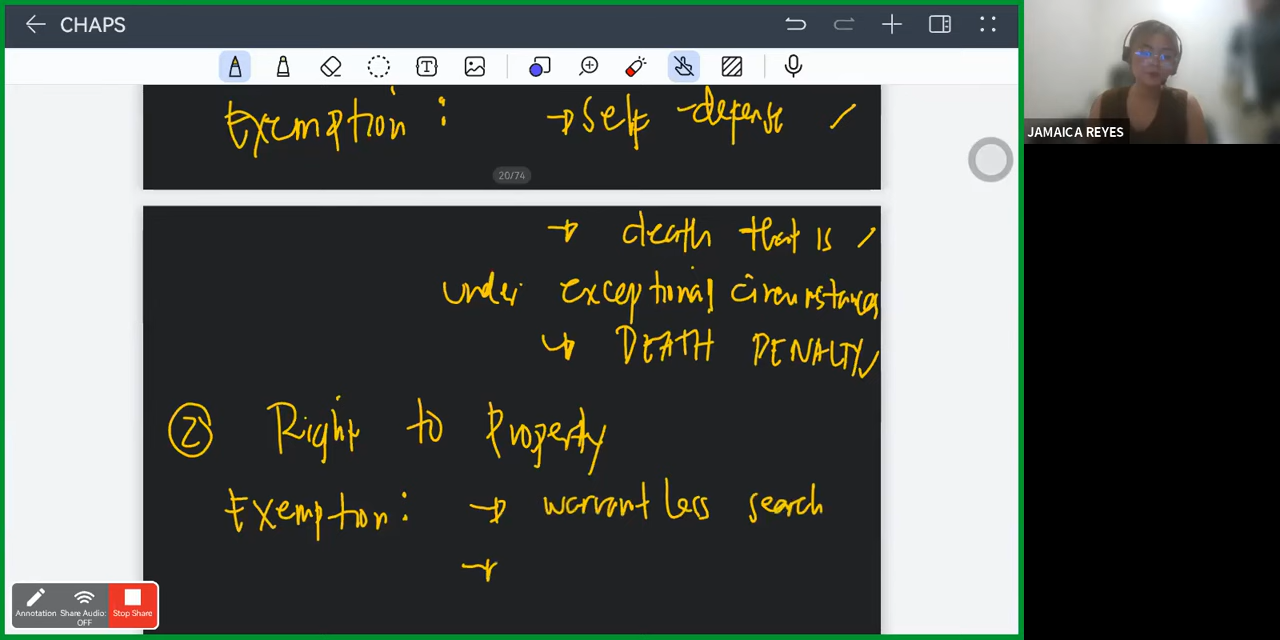 CHAPS
Exemption : → self-defense /
20/74
→ death that is /
under exceptional circumstances
→ DEATH PENALTY/
② Right to Property
Exemption : → warrantless search
→
Annotation Share Audio: OFF Stop Share
JAMAICA REYES